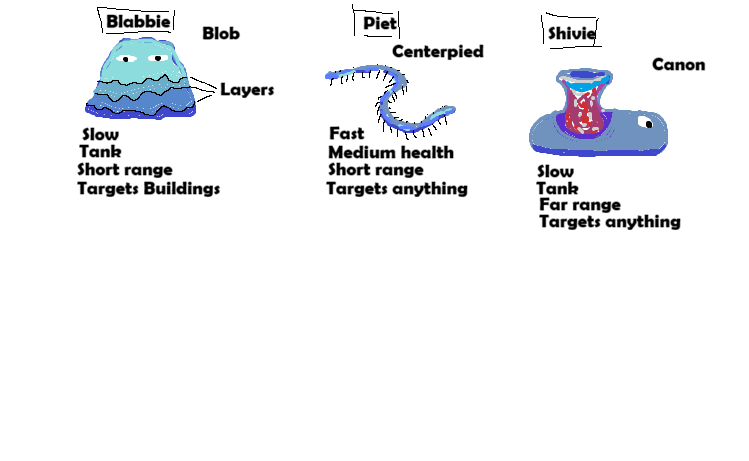 Blabbie
Blob
Layers
Slow
Tank
Short range
Targets Buildings
Piet
Centerpied
Fast
Medium health
Short range
Targets anything
Shivie
Canon
Slow
Tank
Far range
Targets anything